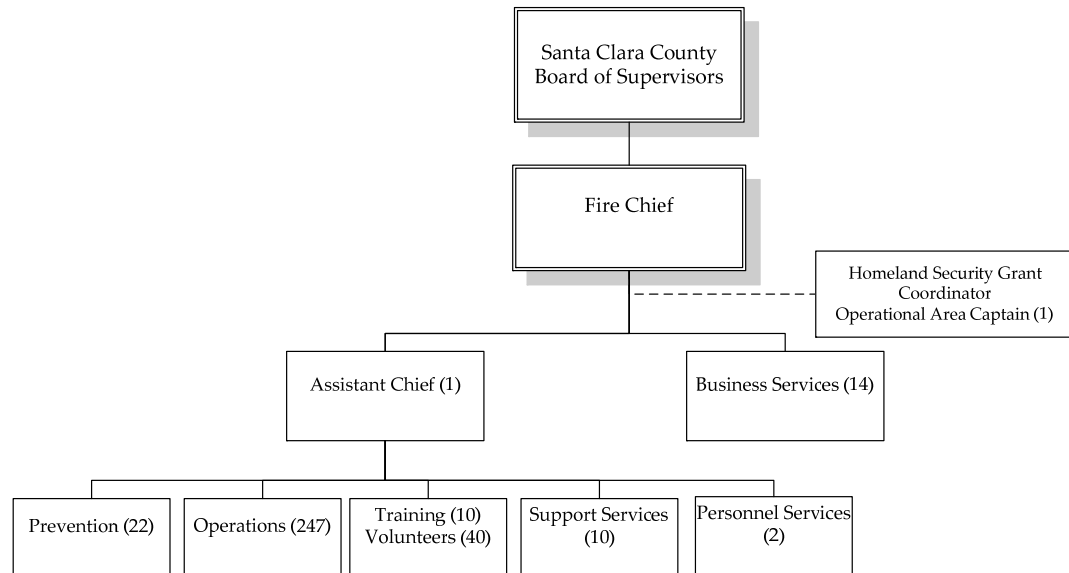 Santa Clara County
Board of Supervisors
Fire Chief
Homeland Security Grant
Coordinator
Operational Area Captain (1)
Assistant Chief (1)
Business Services (14)
Prevention (22)
Operations (247)
Training (10)
Volunteers (40)
Support Services
(10)
Personnel Services
(2)